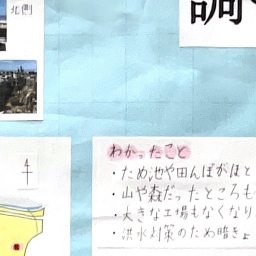 北側
調
わかったこと
・ため池や田んぼがほと
・山や森だったところも
・大きな工場もなくなり
・洪水対策のため暗きょ